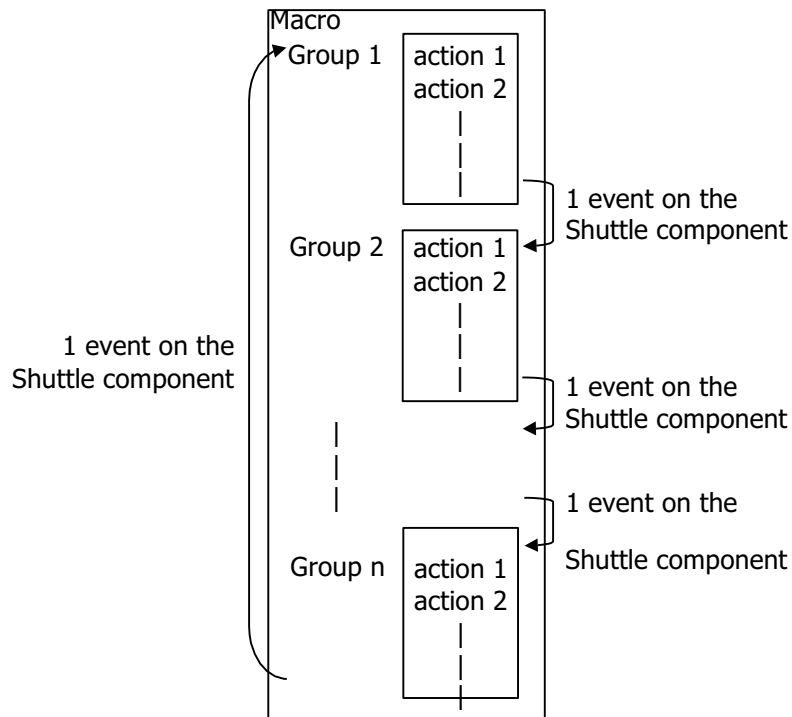 Macro
Group 1
action 1
action 2
1 event on the
Shuttle component
Group 2
action 1
action 2
1 event on the
Shuttle component
1 event on the
Shuttle component
1 event on the
Shuttle component
Group n
action 1
action 2